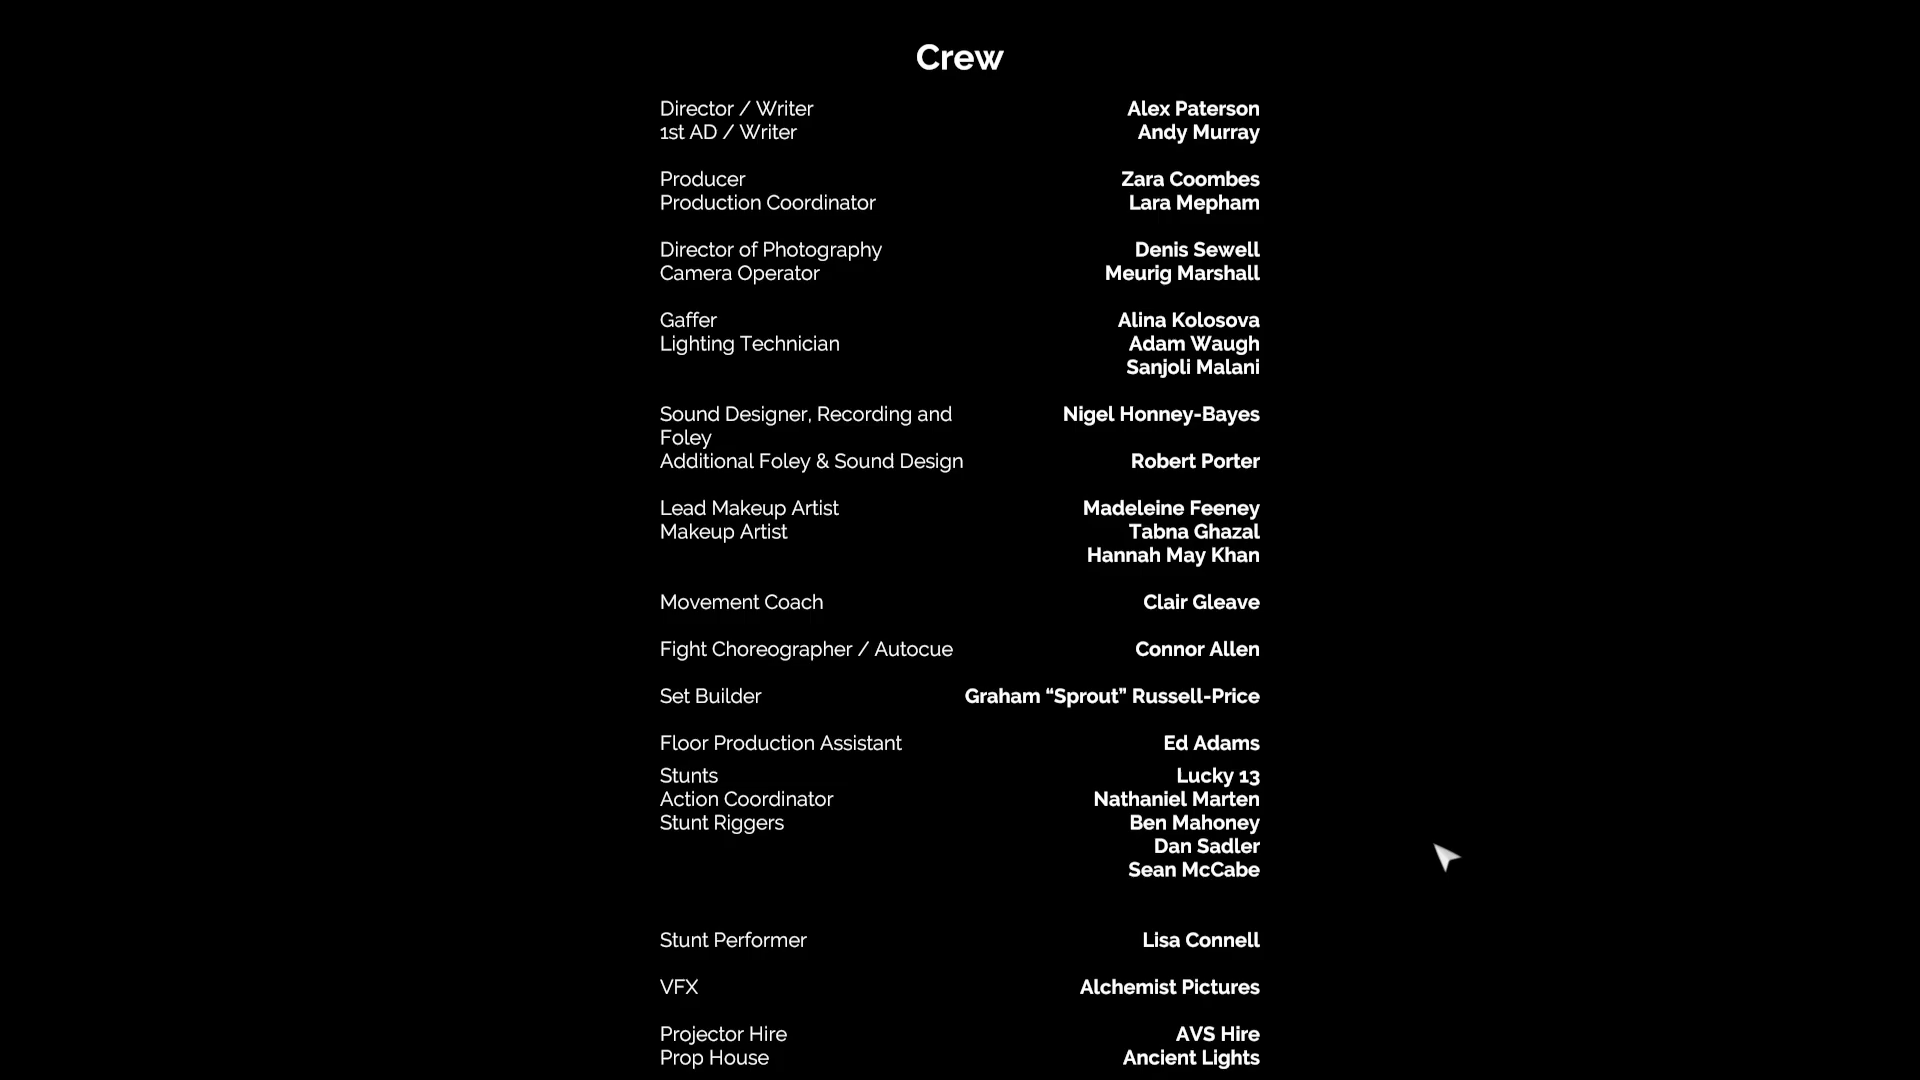 Crew
Director / Writer Alex Paterson
1st AD / Writer Andy Murray
Producer Zara Coombes
Production Coordinator Lara Mepham
Director of Photography Denis Sewell
Camera Operator Meurig Marshall
Gaffer Alina Kolosova
Lighting Technician Adam Waugh
Sanjoli Malani
Sound Designer, Recording and Nigel Honney-Bayes
Foley
Additional Foley & Sound Design Robert Porter
Lead Makeup Artist Madeleine Feeney
Makeup Artist Tabna Ghazal
Hannah May Khan
Movement Coach Clair Gleave
Fight Choreographer / Autocue Connor Allen
Set Builder Graham “Sprout” Russell-Price
Floor Production Assistant Ed Adams
Stunts Lucky 13
Action Coordinator Nathaniel Marten
Stunt Riggers Ben Mahoney
Dan Sadler
Sean McCabe
Stunt Performer Lisa Connell
VFX Alchemist Pictures
Projector Hire AVS Hire
Prop House Ancient Lights